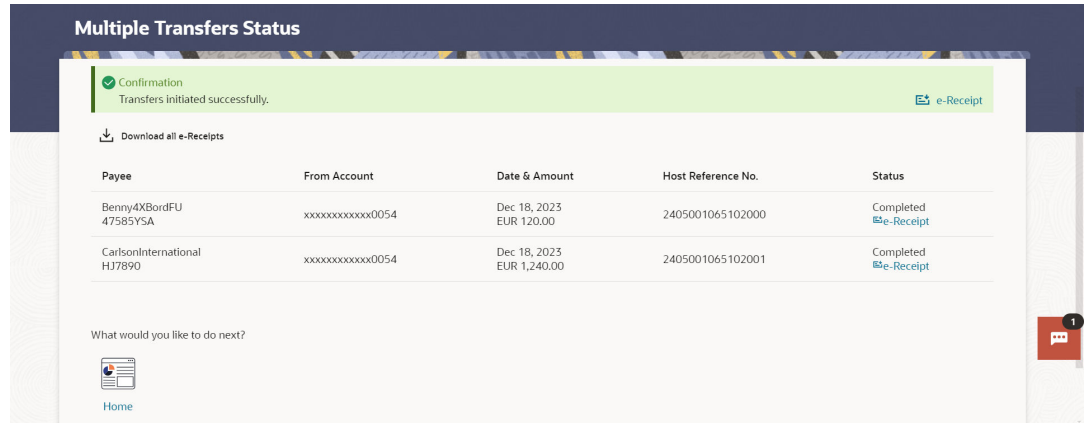 Multiple Transfers Status
Confirmation
Transfers initiated successfully.
e-Receipt
Download all e-Receipts
Payee From Account Date & Amount Host Reference No. Status
Benny4XBordFU xxxxxxxxxxxx0054 Dec 18, 2023 2405001065102000 Completed
47585YSA EUR 120.00 e-Receipt
CarlsonInternational xxxxxxxxxxxx0054 Dec 18, 2023 2405001065102001 Completed
HJ7890 EUR 1,240.00 e-Receipt
What would you like to do next?
1
Home